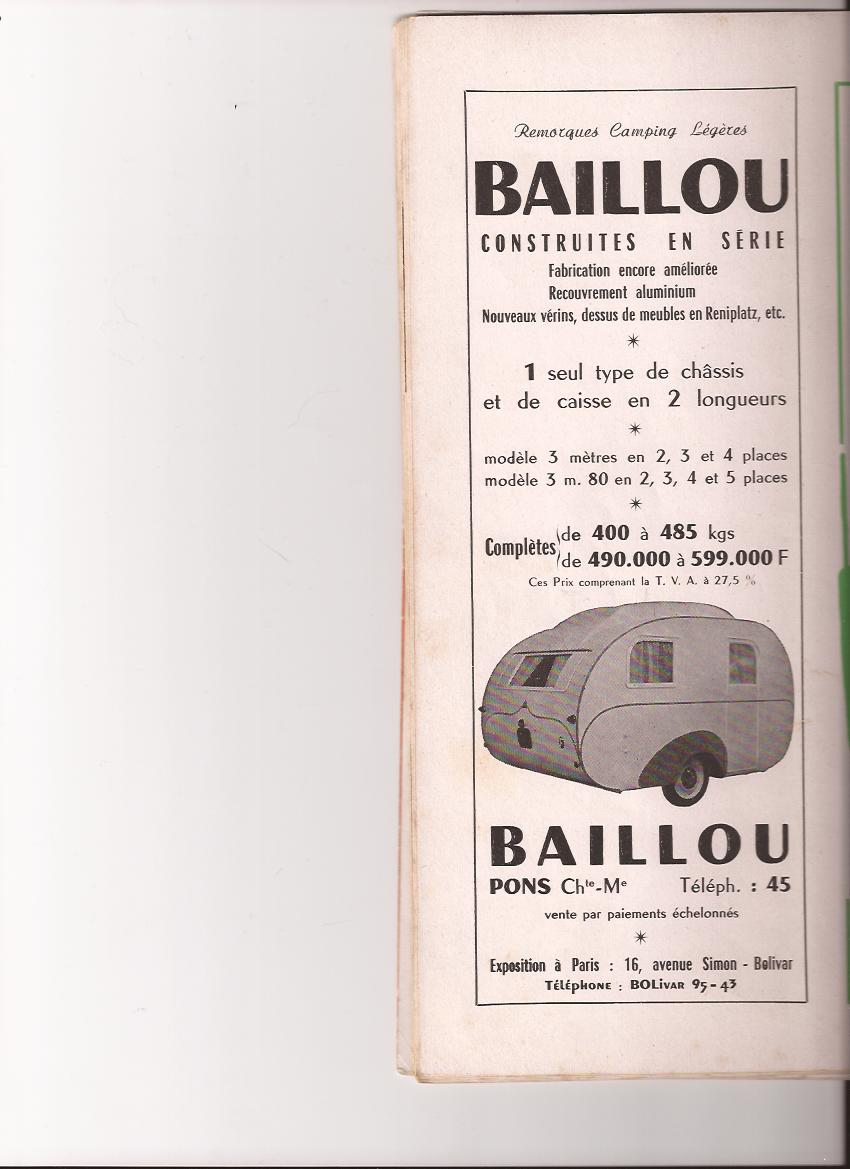 Remorques Camping Légères
BAILLOU
CONSTRUITES EN SÉRIE
Fabrication encore améliorée
Recouvrement aluminium
Nouveaux vérins, dessus de meubles en Reniplatz, etc.
1 seul type de châssis
et de caisse en 2 longueurs
modèle 3 mètres en 2, 3 et 4 places
modèle 3 m. 80 en 2, 3, 4 et 5 places
Complètes de 400 à 485 kgs
de 490.000 à 599.000 F
Ces Prix comprenant la T. V. A. à 27,5 %
BAILLOU
PONS Chte-Me Téléph. : 45
vente par paiements échelonnés
Exposition à Paris : 16, avenue Simon - Bolivar
Téléphone : BOLivar 95-43